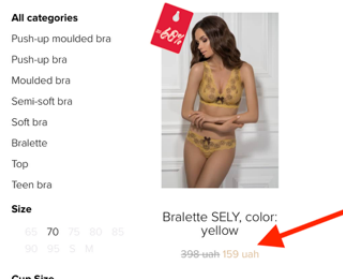 All categories
Push-up moulded bra
Push-up bra
Moulded bra
Semi-soft bra
Soft bra
Bralette
Top
Teen bra
Size
65 70 75 80 85
90 95 S M
Cup Size
Bralette SELY, color:
yellow
398 uah 159 uah